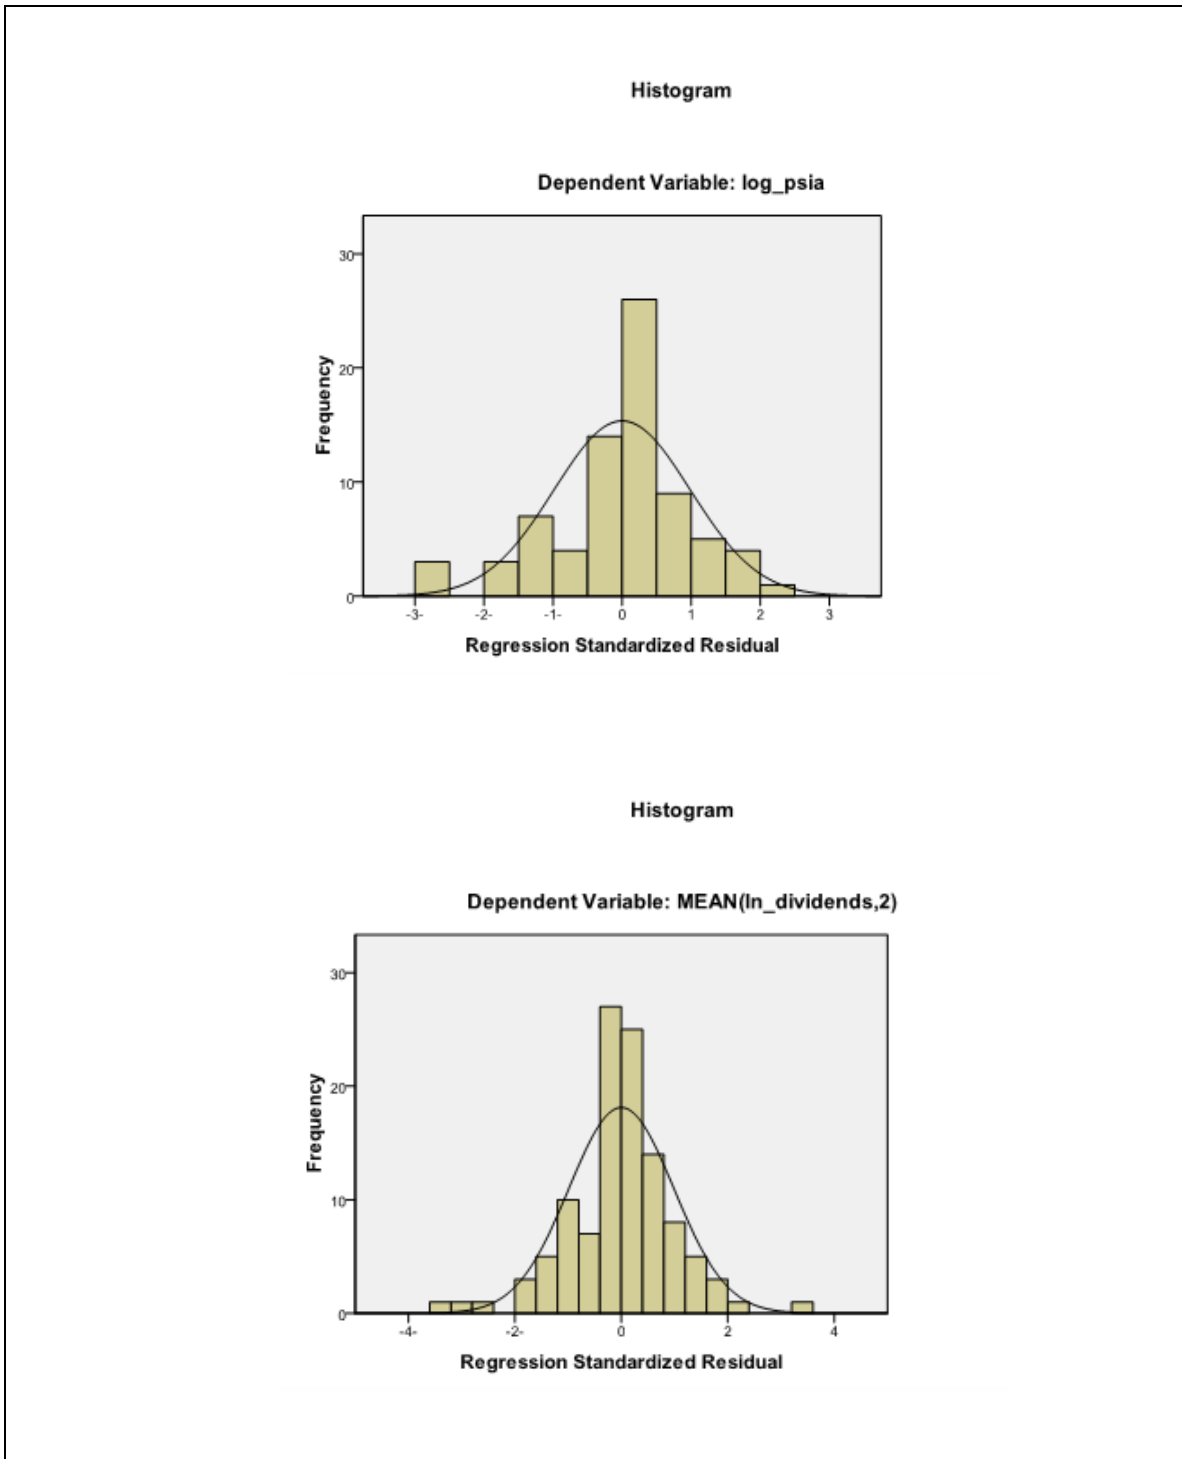 Histogram
Dependent Variable: log_psia
30
20
10
0
Frequency
-3- -2- -1- 0 1 2 3
Regression Standardized Residual
Histogram
Dependent Variable: MEAN(ln_dividends,2)
30
20
10
0
Frequency
-4- -2- 0 2 4
Regression Standardized Residual